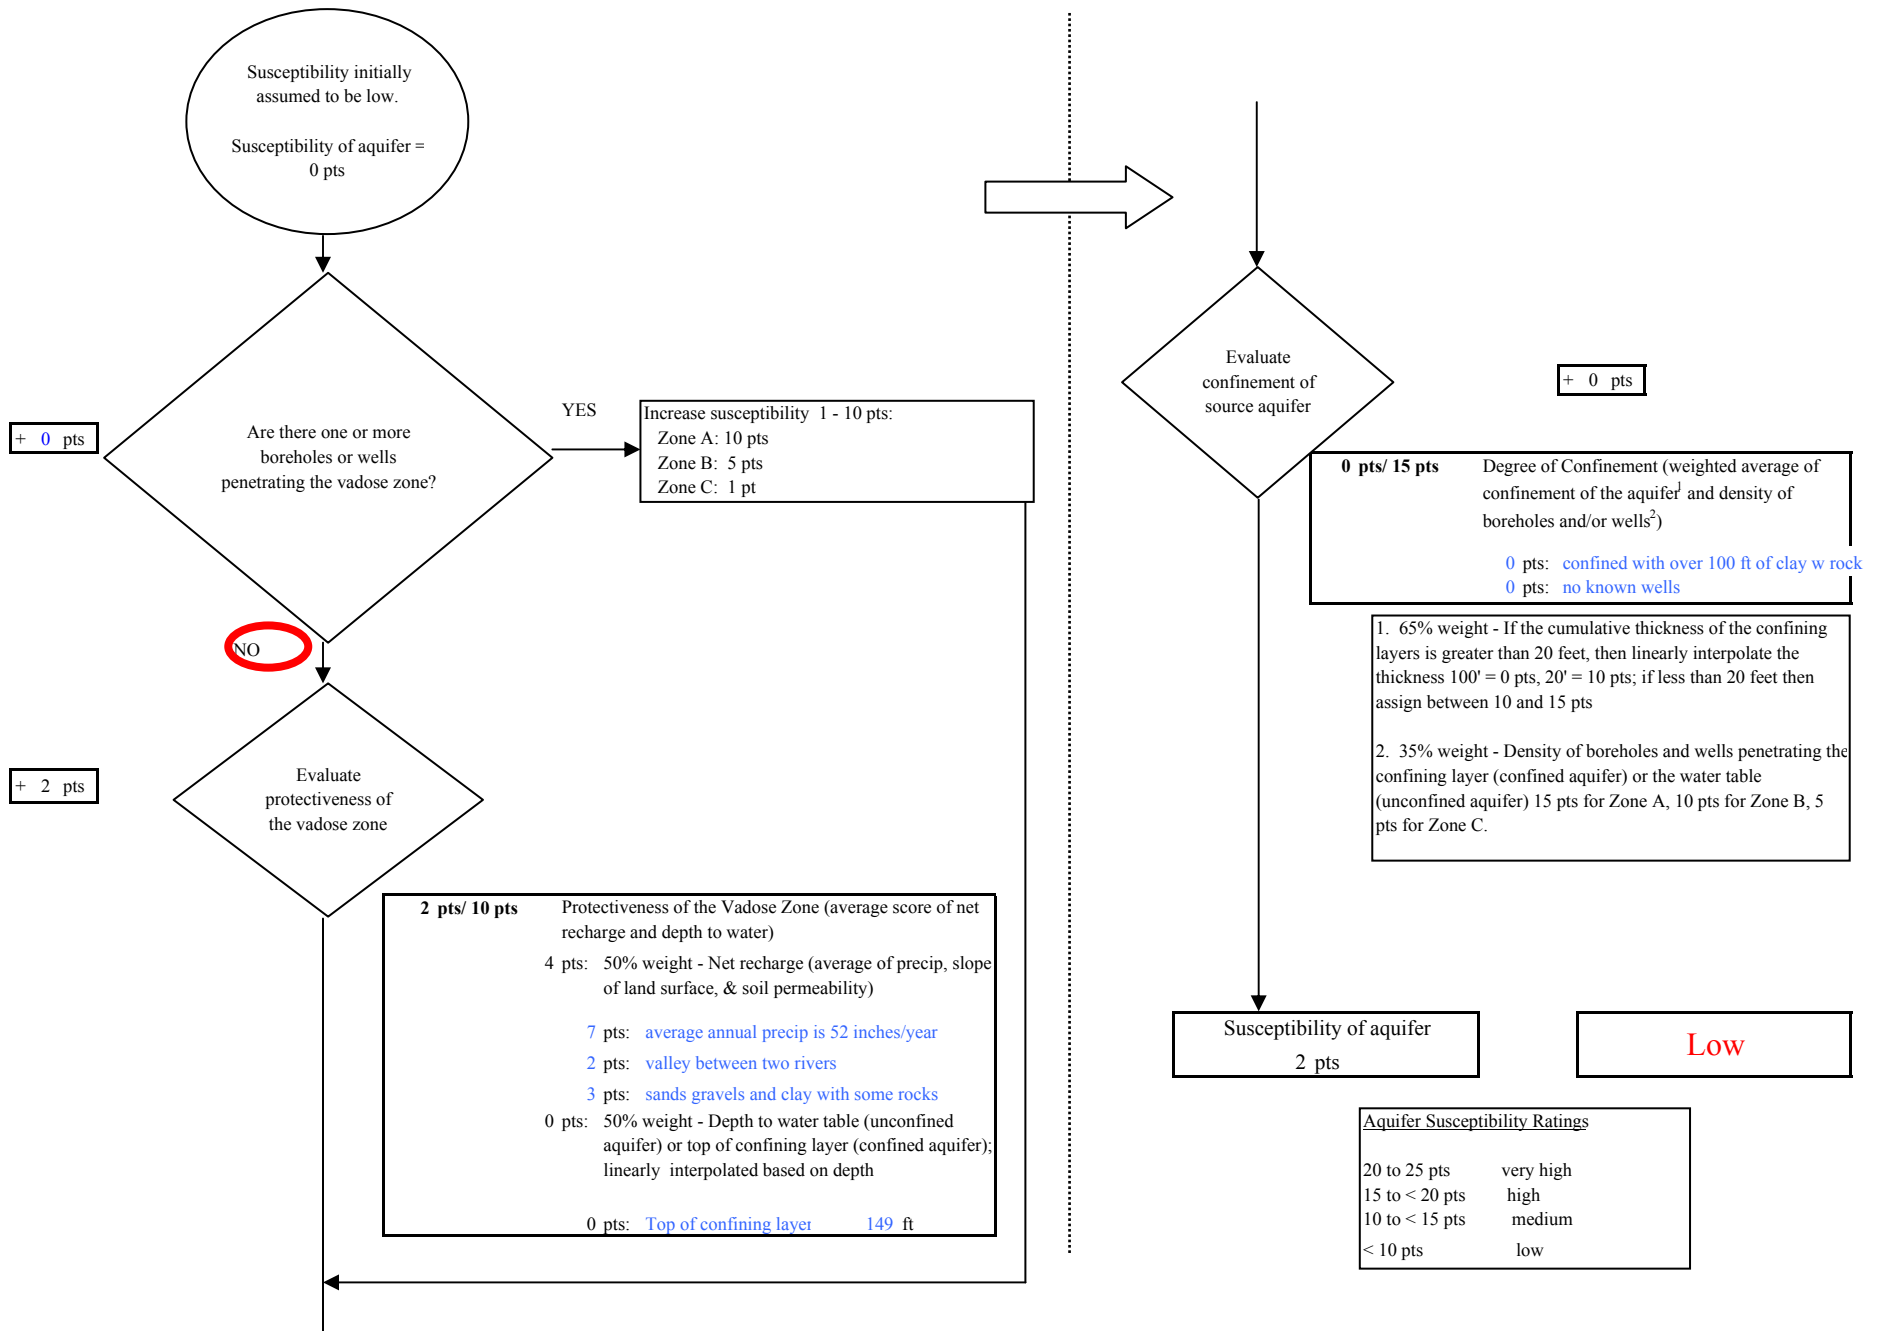 Susceptibility initially
assumed to be low.
Susceptibility of aquifer =
0 pts
+ 0 pts
Are there one or more
boreholes or wells
penetrating the vadose zone?
YES
Increase susceptibility 1 - 10 pts:
Zone A: 10 pts
Zone B: 5 pts
Zone C: 1 pt
NO
+ 2 pts
Evaluate
protectiveness of
the vadose zone
2 pts/ 10 pts Protectiveness of the Vadose Zone (average score of net
recharge and depth to water)
4 pts: 50% weight - Net recharge (average of precip, slope
of land surface, & soil permeability)
7 pts: average annual precip is 52 inches/year
2 pts: valley between two rivers
3 pts: sands gravels and clay with some rocks
0 pts: 50% weight - Depth to water table (unconfined
aquifer) or top of confining layer (confined aquifer);
linearly interpolated based on depth
0 pts: Top of confining layer 149 ft
Evaluate
confinement of
source aquifer
+ 0 pts
0 pts/ 15 pts Degree of Confinement (weighted average of
confinement of the aquifer1 and density of
boreholes and/or wells2)
0 pts: confined with over 100 ft of clay w rock
0 pts: no known wells
1. 65% weight - If the cumulative thickness of the confining
layers is greater than 20 feet, then linearly interpolate the
thickness 100' = 0 pts, 20' = 10 pts; if less than 20 feet then
assign between 10 and 15 pts
2. 35% weight - Density of boreholes and wells penetrating the
confining layer (confined aquifer) or the water table
(unconfined aquifer) 15 pts for Zone A, 10 pts for Zone B, 5
pts for Zone C.
Susceptibility of aquifer
2 pts
Low
Aquifer Susceptibility Ratings
20 to 25 pts very high
15 to < 20 pts high
10 to < 15 pts medium
< 10 pts low